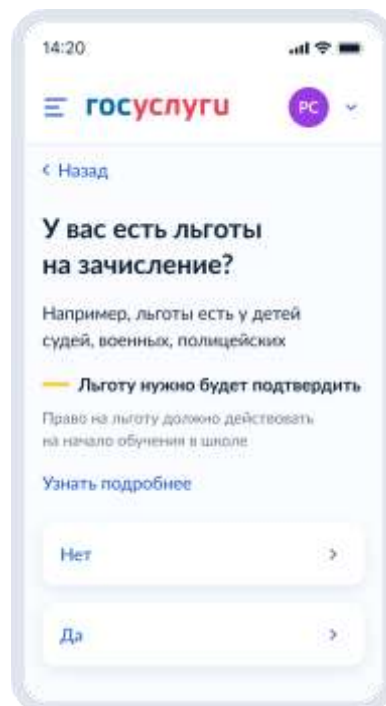 14:20
госуслуги
РС
Назад
У вас есть льготы
на зачисление?
Например, льготы есть у детей
судей, военных, полицейских
Льготу нужно будет подтвердить
Право на льготу должно действовать
на начало обучения в школе
Узнать подробнее
Нет
Да